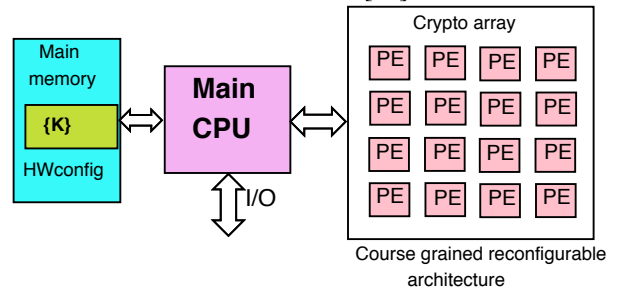 Crypto array
Main
memory
{K}
HWconfig
Main
CPU
I/O
PE PE PE PE
PE PE PE PE
PE PE PE PE
PE PE PE PE
Course grained reconfigurable
architecture